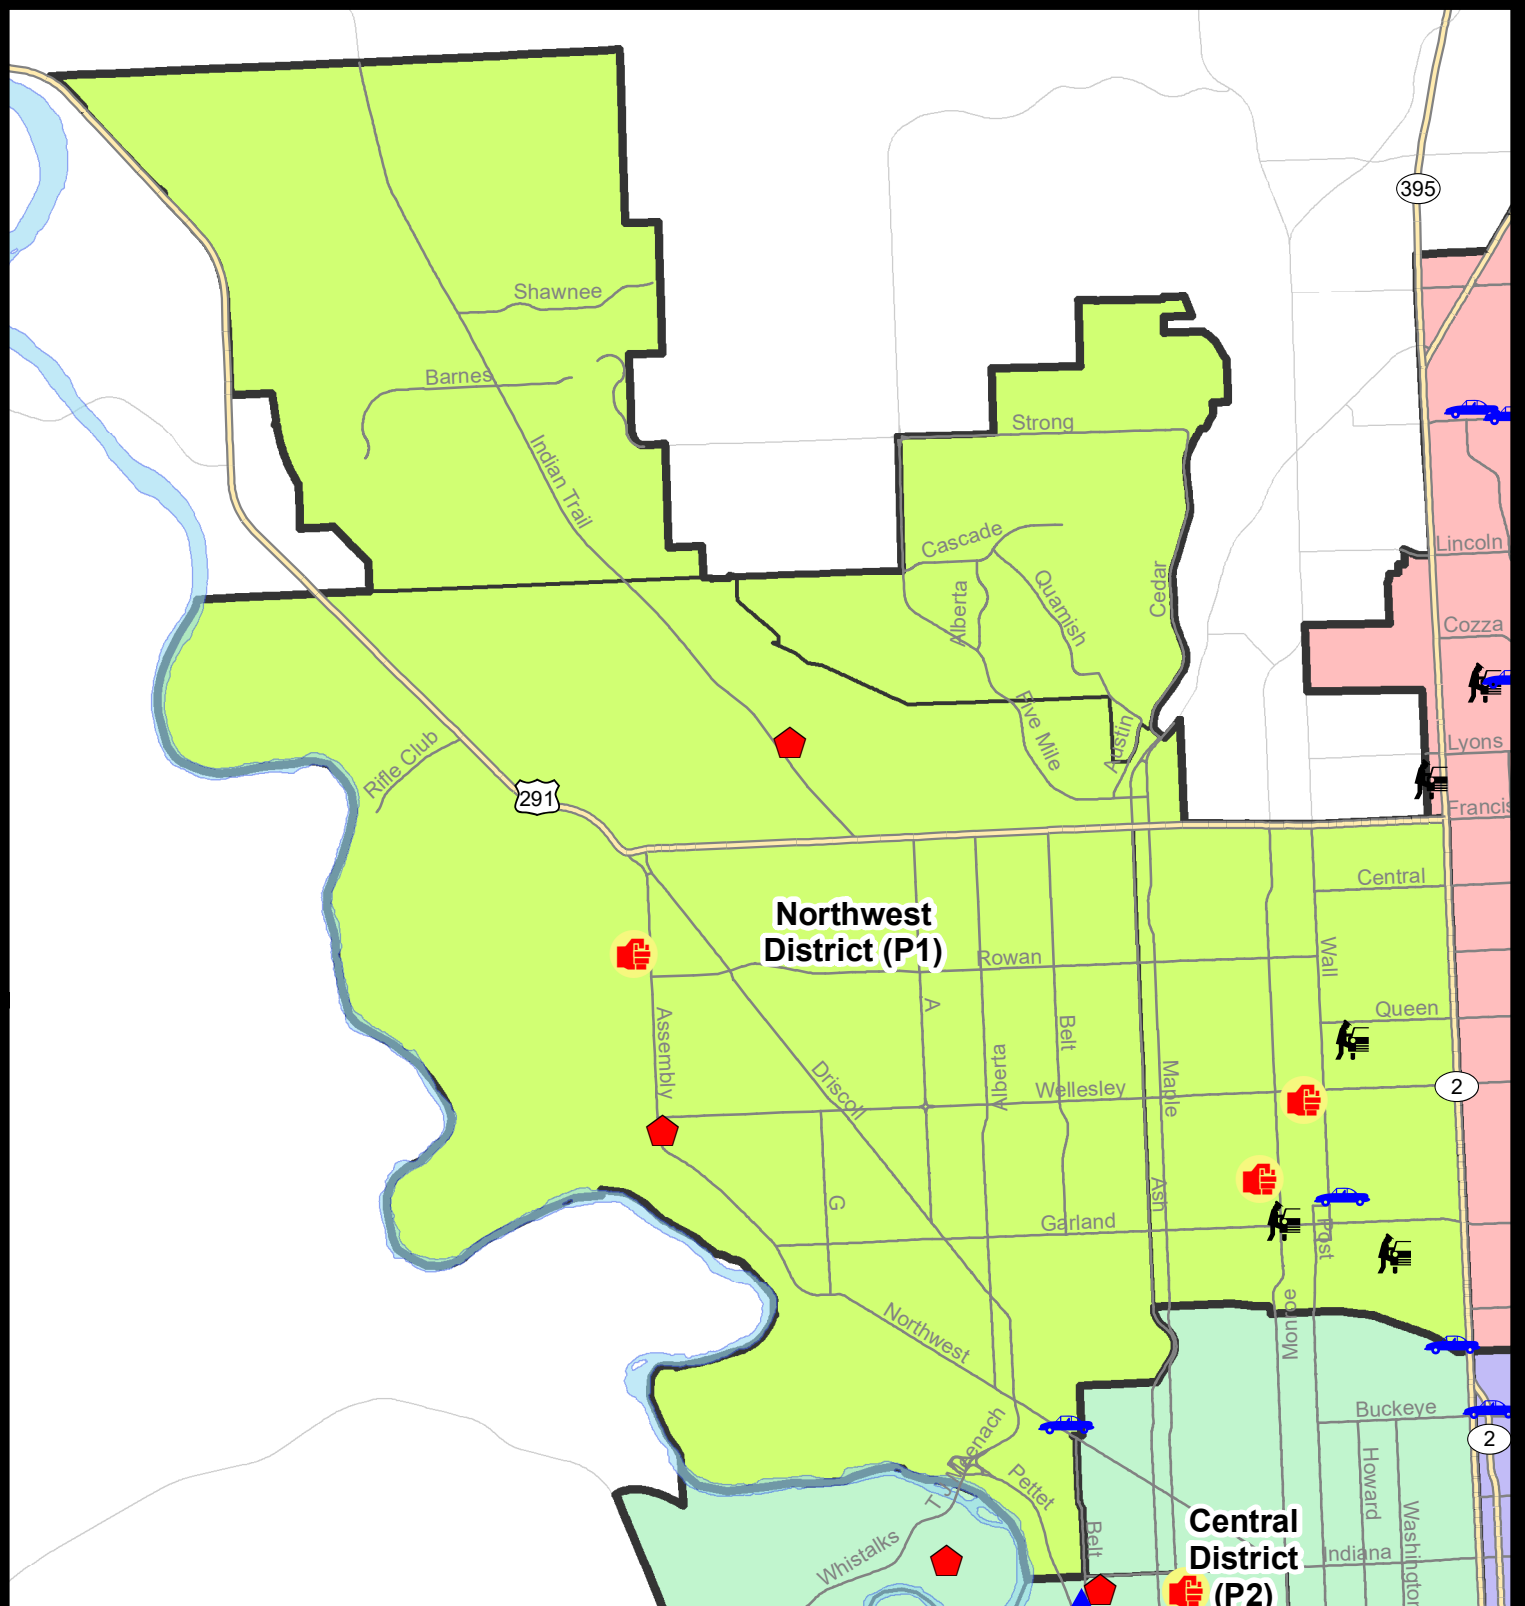 395
Shawnee
Barnes
Strong
Indian Trail
Cascade
Lincoln
Alberta
Quamish
Cedar
Cozza
Five Mile
Austin
Lyons
Rifle Club
291
Francis
Central
Northwest
District (P1)
Rowan
Wall
A
Queen
Assembly
Belt
Driscoll
Alberta
Wellesley
Maple
2
G
Ash
Garland
Post
Northwest
Monroe
Buckeye
T J Meenach
2
Pettet
Howard
Washington
Central
District
(P2)
Belt
Whistalks
Indiana